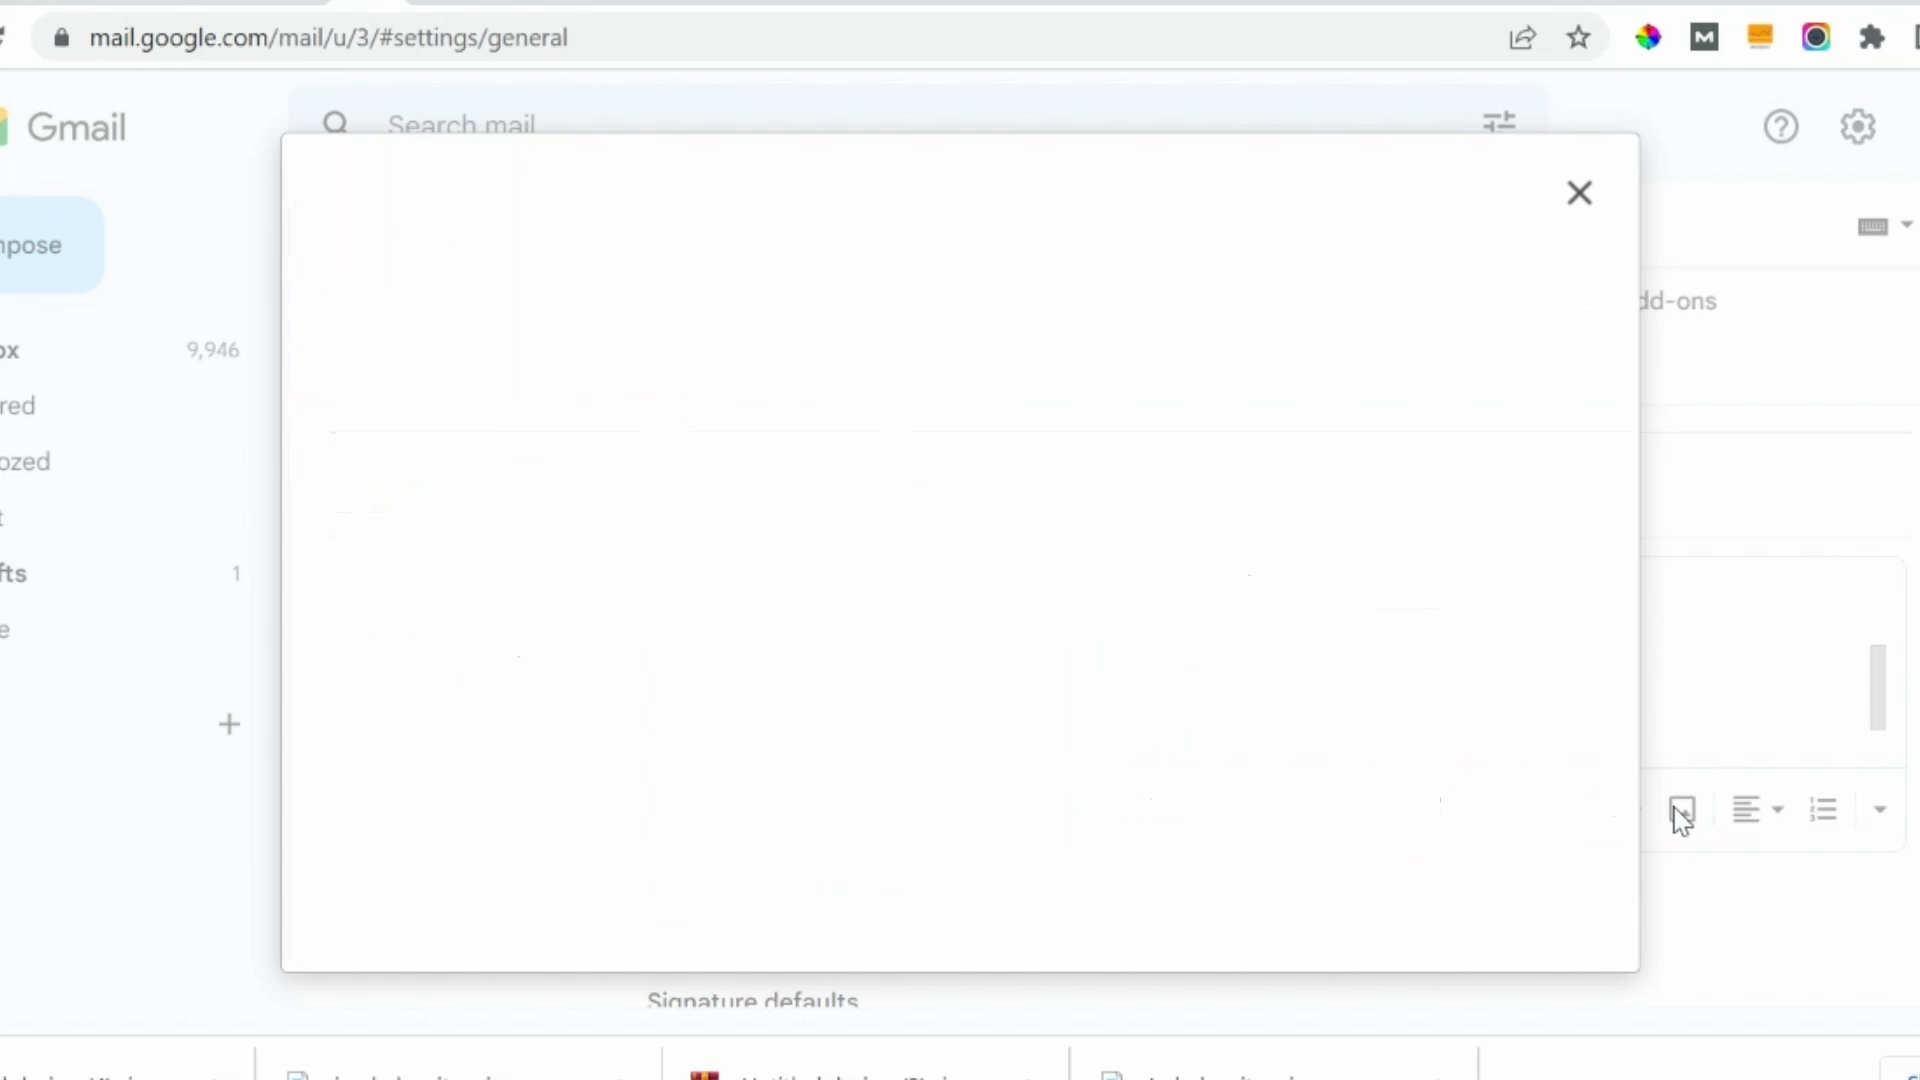 mail.google.com/mail/u/3/#settings/general
Gmail
Search mail
mpose
ox
9,946
red
ozed
t
fts
1
e
dd-ons
Signature defaults